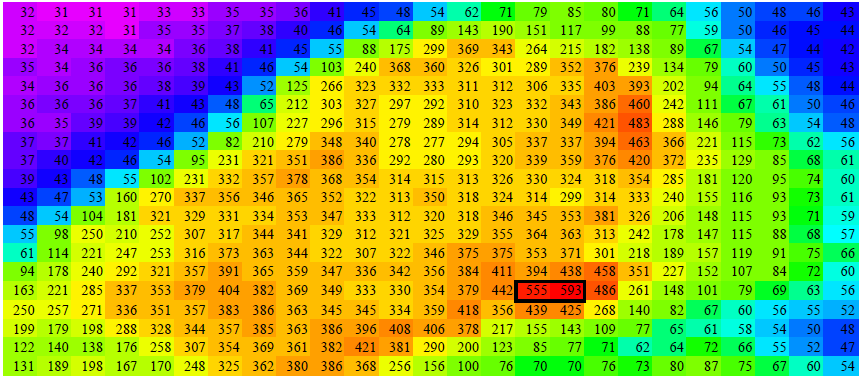 32 31 31 31 33 33 35 35 36 41 45 48 54 62 71 79 85 80 71 64 56 50 48 46 43
32 32 32 31 35 35 37 38 40 46 54 64 89 143 190 151 117 99 88 77 59 50 46 45 44
32 34 34 34 34 36 38 41 45 55 88 175 299 369 343 264 215 182 138 89 67 54 47 44 42
35 34 36 36 36 38 41 46 54 103 240 368 360 326 301 289 352 376 239 134 79 60 50 45 43
34 36 36 36 38 39 43 52 125 266 323 332 333 311 312 306 335 403 393 202 94 64 55 48 44
36 36 36 37 41 43 48 65 212 303 327 297 292 310 323 332 343 386 460 242 111 67 61 50 46
36 35 39 39 42 46 56 107 227 296 315 279 289 314 312 330 349 421 483 288 146 79 63 54 48
37 37 41 42 46 52 82 210 279 348 340 278 277 294 305 337 337 394 463 366 221 115 73 62 56
37 40 42 46 54 95 231 321 351 386 336 292 280 293 320 339 359 376 420 372 235 129 85 68 61
39 43 48 55 102 231 332 357 378 368 354 314 315 313 326 330 324 318 354 285 181 120 95 74 60
43 47 53 160 270 337 356 346 365 352 322 313 350 318 324 314 299 314 333 240 155 116 93 73 61
48 54 104 181 321 329 331 334 353 347 333 312 320 318 346 345 353 381 326 206 148 115 93 71 59
55 98 250 210 252 307 317 344 341 329 312 321 325 329 355 364 363 313 242 178 147 115 88 68 57
61 114 221 247 253 316 373 363 344 322 307 322 346 375 375 353 371 301 218 189 157 119 91 75 66
94 178 240 292 321 357 391 365 359 347 336 342 356 384 411 394 438 458 351 227 152 107 84 72 60
163 221 285 337 353 379 404 382 369 349 333 330 354 379 442 555 593 486 261 148 101 79 69 63 56
250 257 271 336 351 357 383 386 363 345 345 334 359 418 356 439 425 268 140 82 67 60 56 55 52
199 179 198 288 328 344 357 385 363 386 396 408 406 378 217 155 143 109 77 65 61 58 54 50 48
122 140 138 176 258 307 354 369 361 382 421 381 290 200 123 85 77 71 62 64 72 66 55 52 47
131 189 198 167 170 248 325 362 380 386 368 256 156 100 76 70 70 76 73 80 87 75 67 60 54